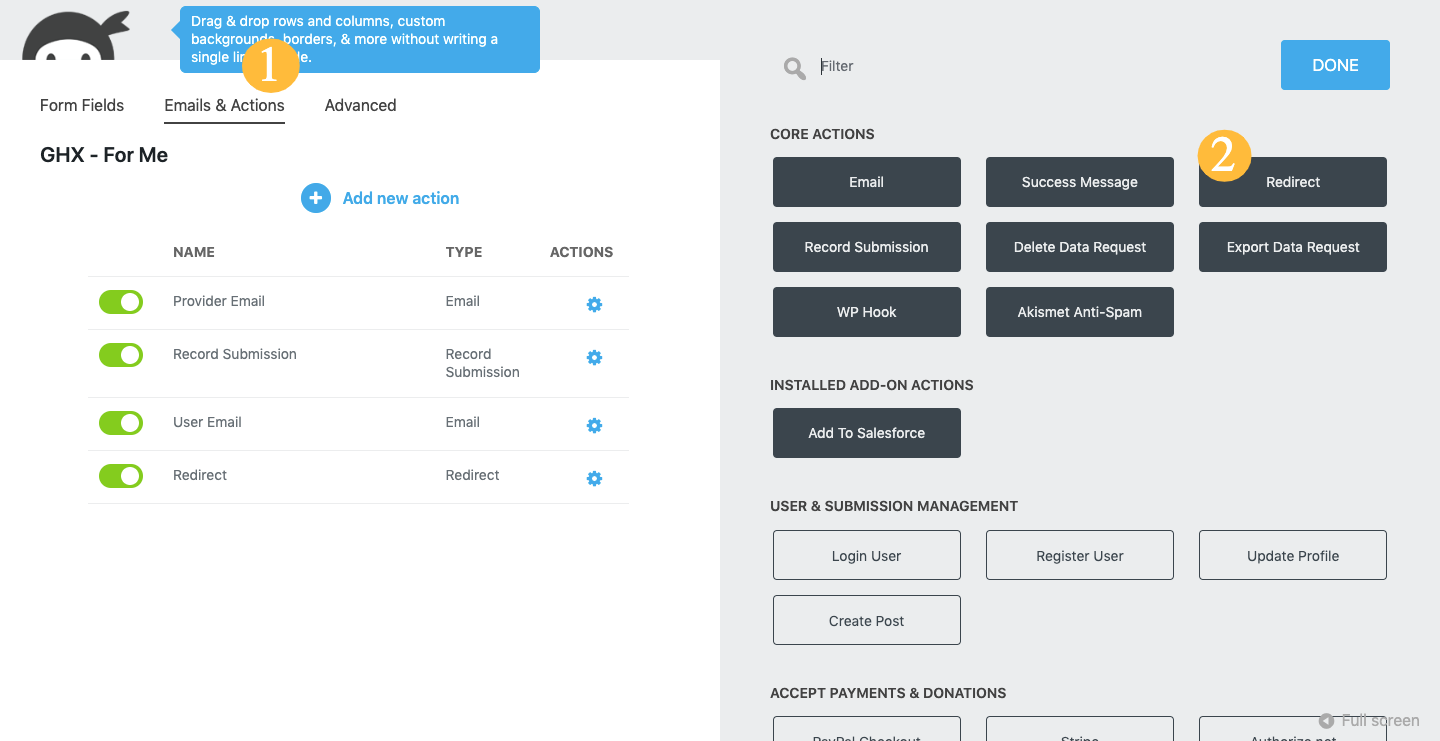 Drag & drop rows and columns, custom
backgrounds, borders, & more without writing a
single
1
Filter
DONE
Form Fields
Emails & Actions
Advanced
GHX - For Me
Add new action
NAME
TYPE
ACTIONS
Provider Email
Email
Record Submission
Record
Submission
User Email
Email
Redirect
Redirect
CORE ACTIONS
2
Email
Success Message
Redirect
Record Submission
Delete Data Request
Export Data Request
WP Hook
Akismet Anti-Spam
INSTALLED ADD-ON ACTIONS
Add To Salesforce
USER & SUBMISSION MANAGEMENT
Login User
Register User
Update Profile
Create Post
ACCEPT PAYMENTS & DONATIONS
PayPal Checkout
Stripe
Authorize.net
Full screen